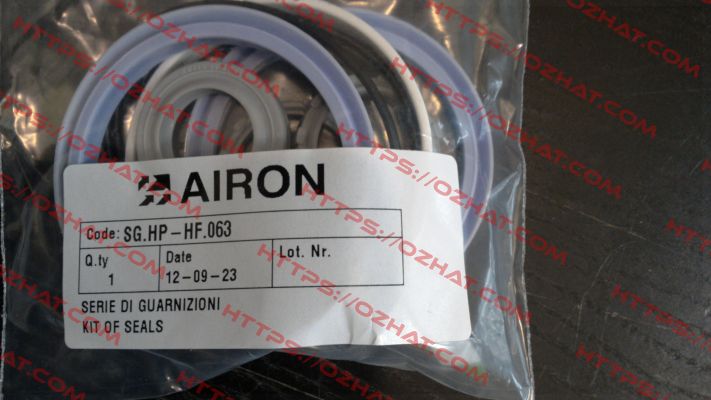 AIRON
Code: SG.HP-HF.063
Q.ty 1
Date 12-09-23
Lot. Nr.
SERIE DI GUARNIZIONI
KIT OF SEALS
HTTPS://OZHAT.COM